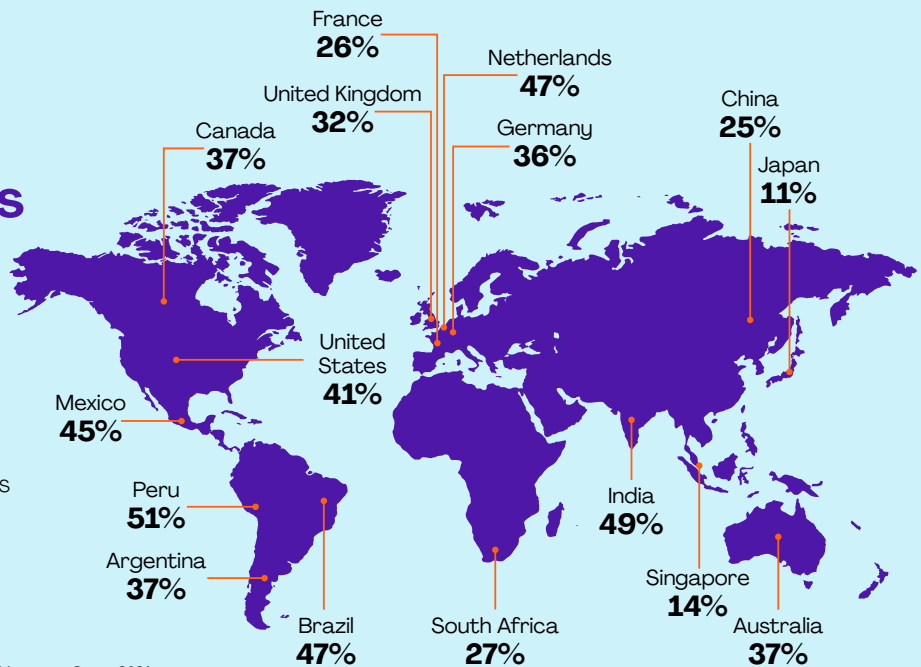 France
26%
Netherlands
47%
United Kingdom
32%
China
25%
Canada
37%
Germany
36%
Japan
11%
s
United
States
41%
Mexico
45%
s
Peru
51%
India
49%
Argentina
37%
Singapore
14%
Brazil
47%
South Africa
27%
Australia
37%